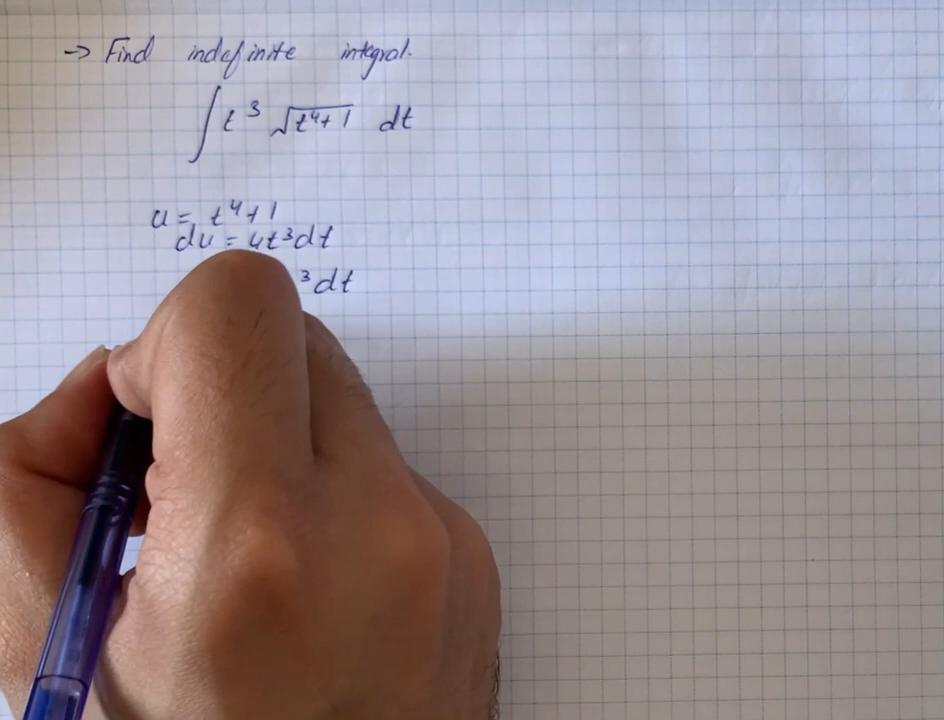 → Find indefinite integral.
∫ t³ √(t⁴+1) dt
u = t⁴+1
du = 4t³dt
³dt